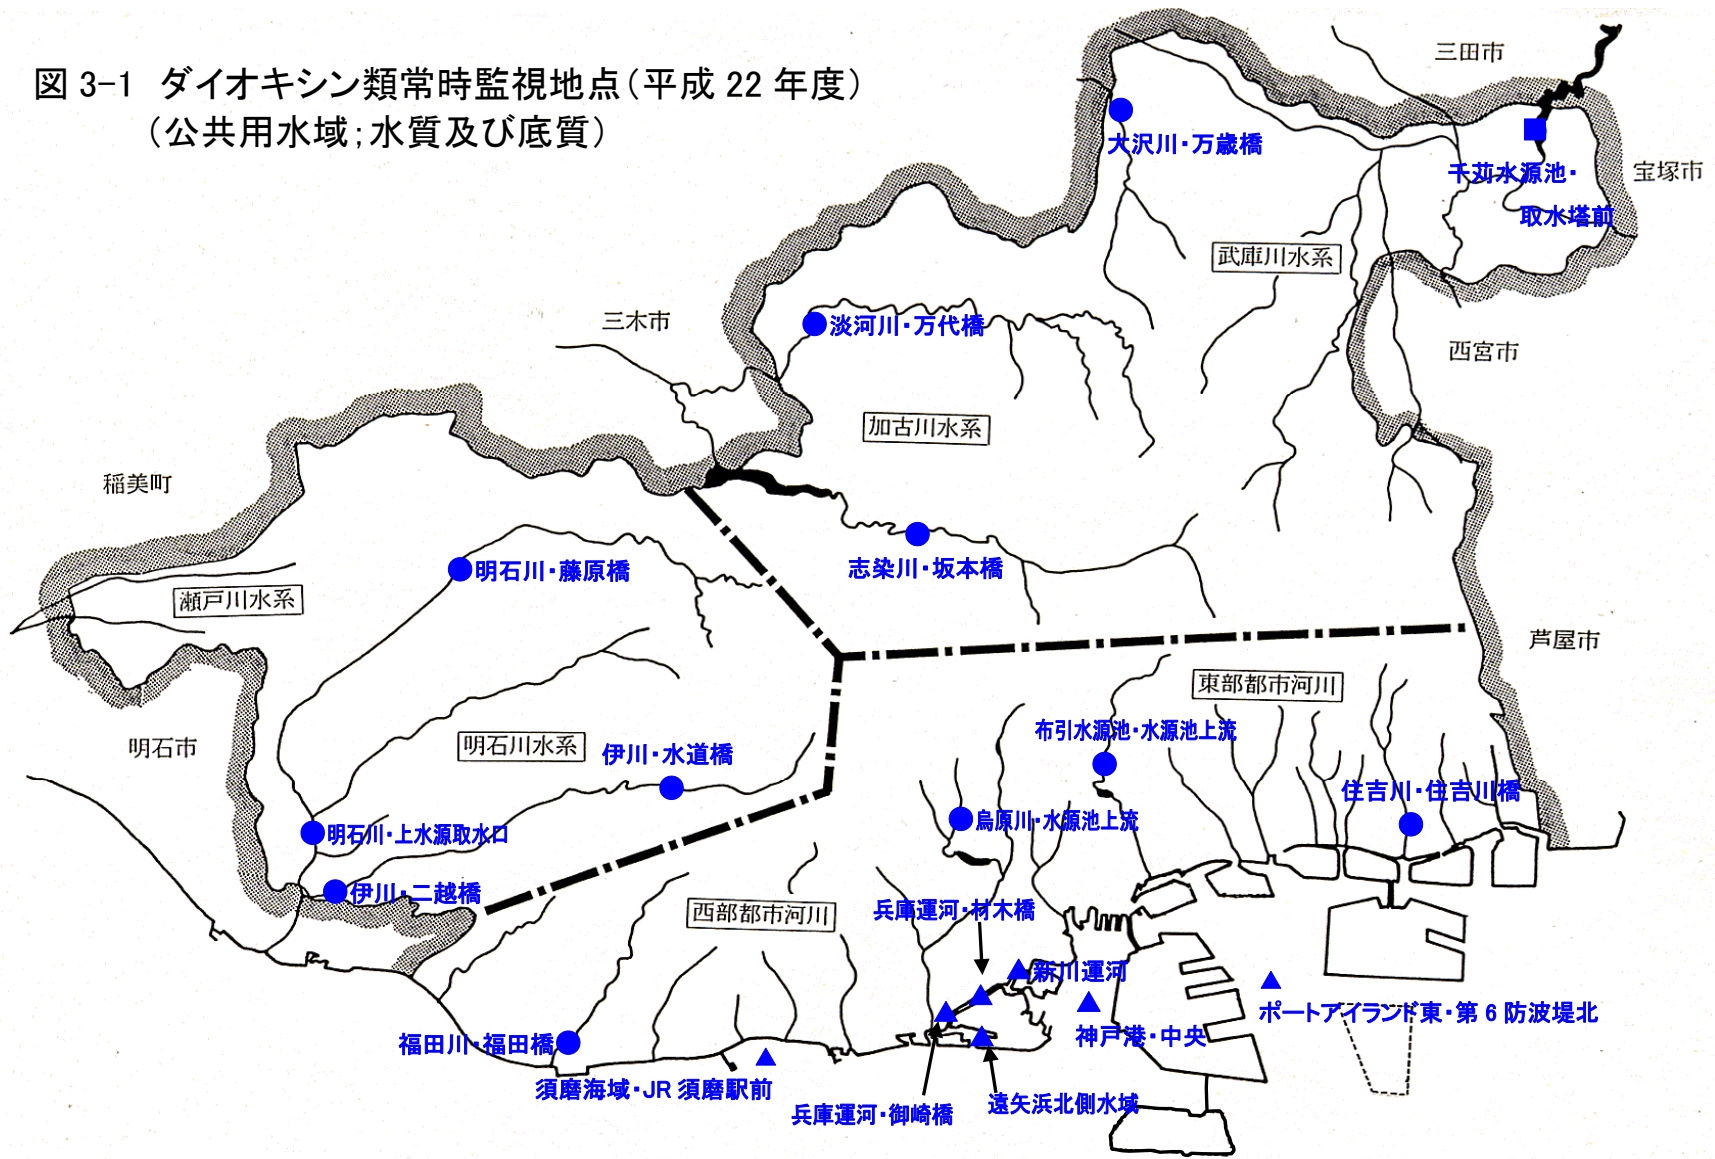 図 3-1 ダイオキシン類常時監視地点(平成 22 年度)
(公共用水域;水質及び底質)
三田市
大沢川・万歳橋
千苅水源池・
取水塔前
宝塚市
武庫川水系
三木市
淡河川・万代橋
西宮市
加古川水系
稲美町
明石川・藤原橋
志染川・坂本橋
瀬戸川水系
芦屋市
東部都市河川
明石市
明石川水系
伊川・水道橋
布引水源池・水源池上流
住吉川・住吉川橋
明石川・上水源取水口
烏原川・水源池上流
伊川・二越橋
西部都市河川
兵庫運河・材木橋
新川運河
ポートアイランド東・第 6 防波堤北
神戸港・中央
福田川・福田橋
須磨海域・JR 須磨駅前
兵庫運河・御崎橋
遠矢浜北側水域